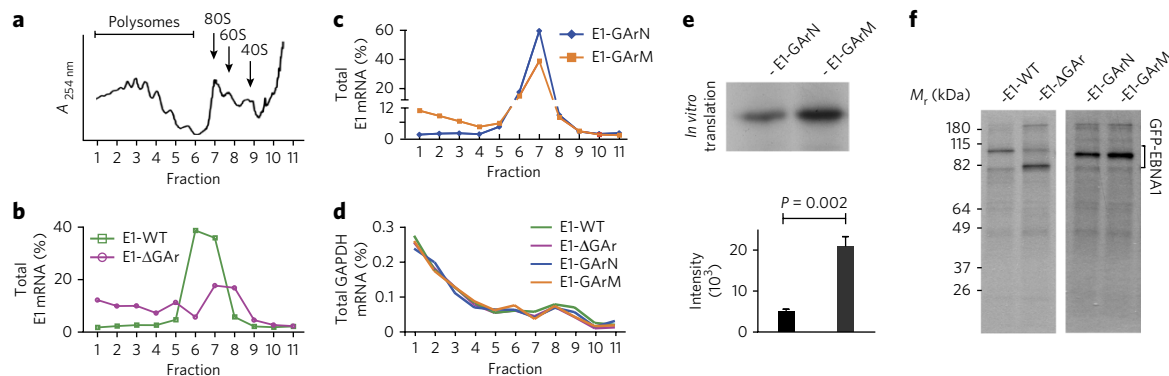 a
Polysomes
80S
60S
40S
A 254 nm
1 2 3 4 5 6 7 8 9 10 11
Fraction
b
Total
E1 mRNA (%)
40
20
0
E1-WT
E1-ΔGAr
1 2 3 4 5 6 7 8 9 10 11
Fraction
c
Total
E1 mRNA (%)
60
50
40
30
20
12
8
4
0
E1-GArN
E1-GArM
1 2 3 4 5 6 7 8 9 10 11
Fraction
d
Total GAPDH
mRNA (%)
0.3
0.2
0.1
0
E1-WT
E1-ΔGAr
E1-GArN
E1-GArM
1 2 3 4 5 6 7 8 9 10 11
Fraction
e
- E1-GArN
- E1-GArM
In vitro
translation
P = 0.002
Intensity
(10³)
20
10
0
f
-E1-WT
-E1-ΔGAr
-E1-GArN
-E1-GArM
Mr (kDa)
180
115
82
64
49
37
26
GFP-EBNA1